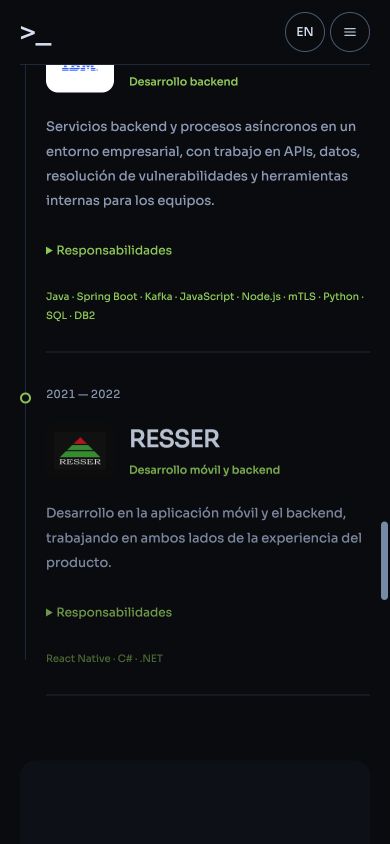 >_
EN
IBM
Desarrollo backend
Servicios backend y procesos asíncronos en un
entorno empresarial, con trabajo en APIs, datos,
resolución de vulnerabilidades y herramientas
internas para los equipos.
Responsabilidades
Java · Spring Boot · Kafka · JavaScript · Node.js · mTLS · Python ·
SQL · DB2
2021 — 2022
RESSER
RESSER
Desarrollo móvil y backend
Desarrollo en la aplicación móvil y el backend,
trabajando en ambos lados de la experiencia del
producto.
Responsabilidades
React Native · C# · .NET